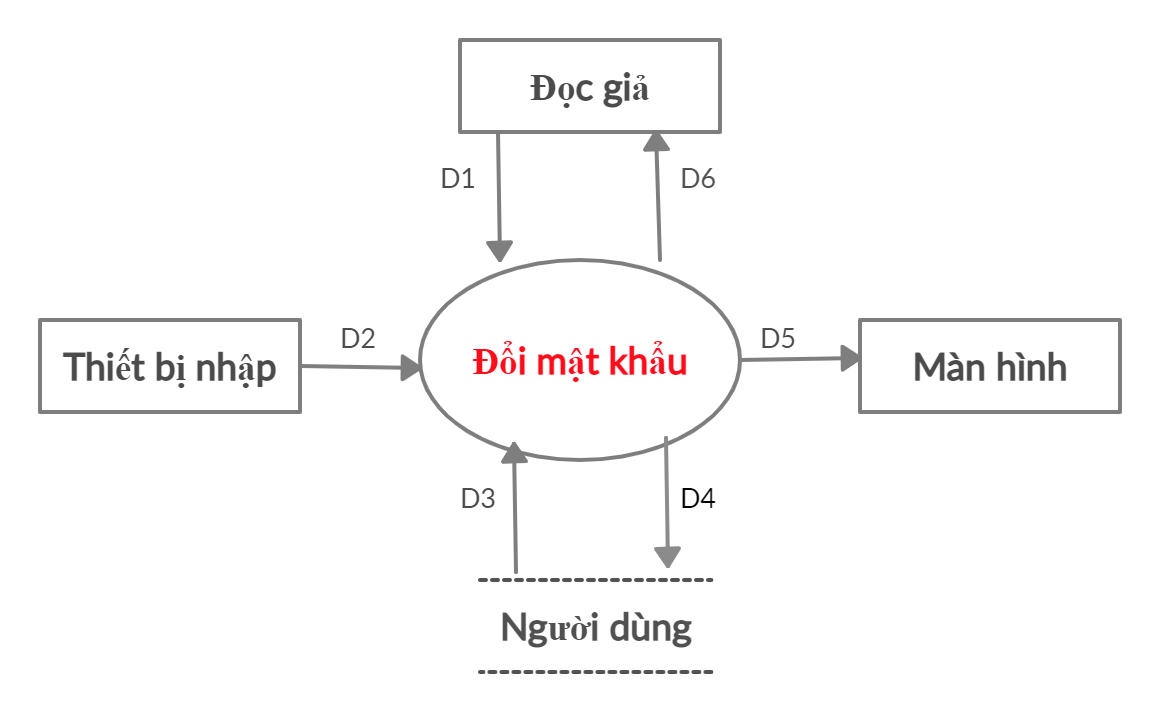 Đọc giả
D1
D6
Thiết bị nhập
D2
Đổi mật khẩu
D5
Màn hình
D3
D4
Người dùng